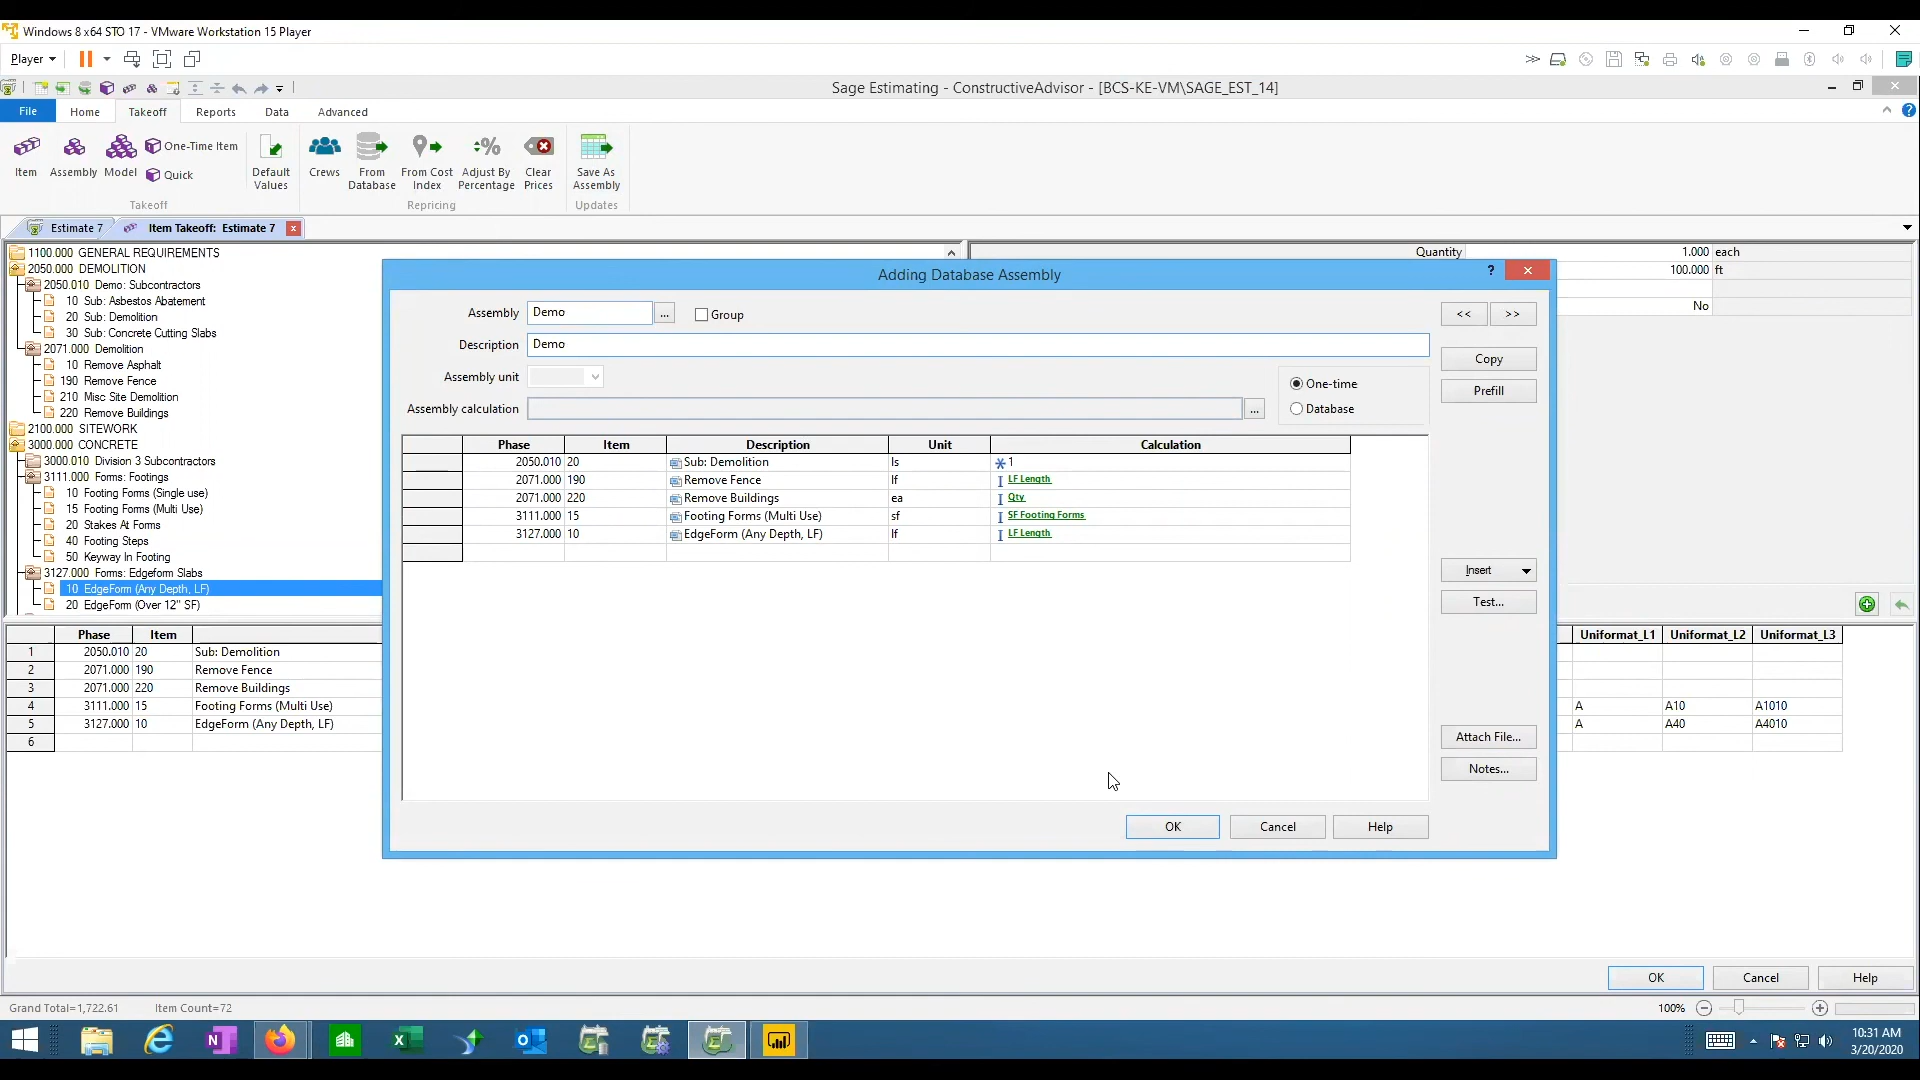 Windows 8 x64 STO 17 - VMware Workstation 15 Player
Player
Sage Estimating - ConstructiveAdvisor - [BCS-KE-VM\SAGE_EST_14]
File Home Takeoff Reports Data Advanced
Item Assembly Model One-Time Item Quick Default Values Crews From Database From Cost Index Adjust By Percentage Clear Prices Save As Assembly
Takeoff Repricing Updates
Estimate 7 Item Takeoff: Estimate 7
1100.000 GENERAL REQUIREMENTS
2050.000 DEMOLITION
2050.010 Demo: Subcontractors
10 Sub: Asbestos Abatement
20 Sub: Demolition
30 Sub: Concrete Cutting Slabs
2071.000 Demolition
10 Remove Asphalt
190 Remove Fence
210 Misc Site Demolition
220 Remove Buildings
2100.000 SITEWORK
3000.000 CONCRETE
3000.010 Division 3 Subcontractors
3111.000 Forms: Footings
10 Footing Forms (Single use)
15 Footing Forms (Multi Use)
20 Stakes At Forms
40 Footing Steps
50 Keyway In Footing
3127.000 Forms: Edgeform Slabs
10 EdgeForm (Any Depth, LF)
20 EdgeForm (Over 12" SF)
Quantity 1.000 each
100.000 ft
No
Adding Database Assembly
?
Assembly Demo ... Group << >>
Description Demo
Copy
Assembly unit
One-time
Prefill
Assembly calculation ... Database
Phase Item Description Unit Calculation
2050.010 20 Sub: Demolition ls 1
2071.000 190 Remove Fence lf LF Length
2071.000 220 Remove Buildings ea Qty
3111.000 15 Footing Forms (Multi Use) sf SF Footing Forms
3127.000 10 EdgeForm (Any Depth, LF) lf LF Length
Insert
Test...
Attach File...
Notes...
OK Cancel Help
Phase Item Uniformat_L1 Uniformat_L2 Uniformat_L3
1 2050.010 20 Sub: Demolition
2 2071.000 190 Remove Fence
3 2071.000 220 Remove Buildings
4 3111.000 15 Footing Forms (Multi Use) A A10 A1010
5 3127.000 10 EdgeForm (Any Depth, LF) A A40 A4010
6
OK Cancel Help
Grand Total=1,722.61 Item Count=72 100%
10:31 AM
3/20/2020